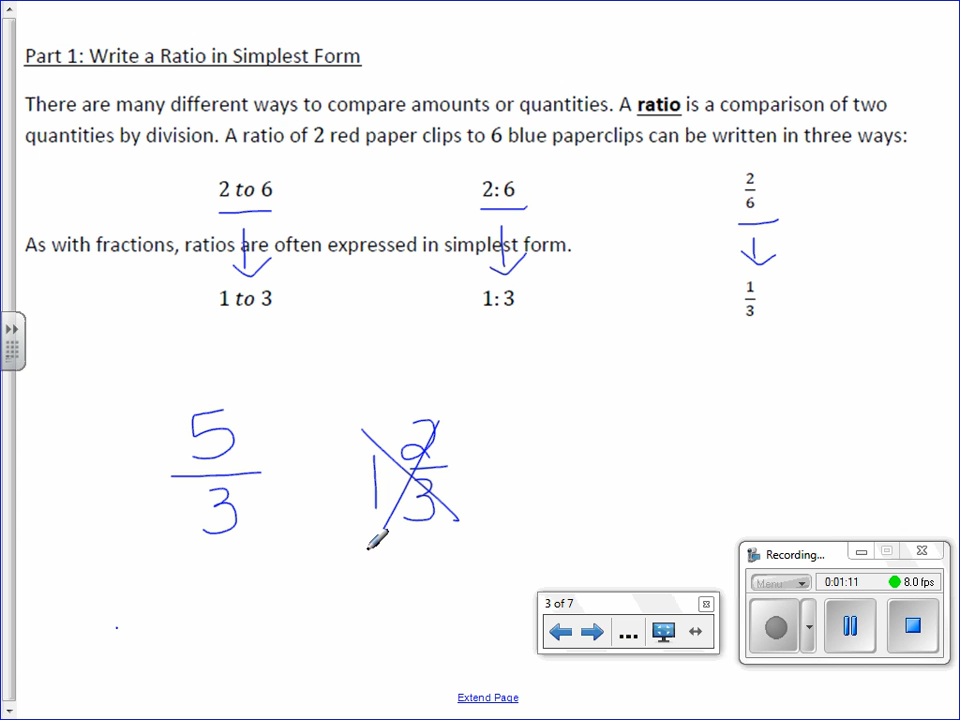 Part 1: Write a Ratio in Simplest Form
There are many different ways to compare amounts or quantities. A ratio is a comparison of two
quantities by division. A ratio of 2 red paper clips to 6 blue paperclips can be written in three ways:
2 to 6 2:6 2/6
As with fractions, ratios are often expressed in simplest form.
1 to 3 1:3 1/3
5/3 1 2/3
Recording...
Menu 0:01:11 8.0 fps
3 of 7
...
Extend Page